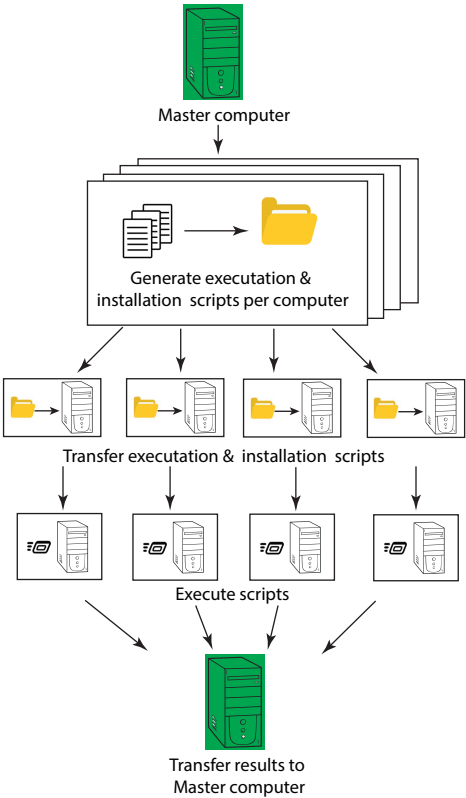 Master computer
Generate executation &
installation scripts per computer
Transfer executation & installation scripts
Execute scripts
Transfer results to
Master computer